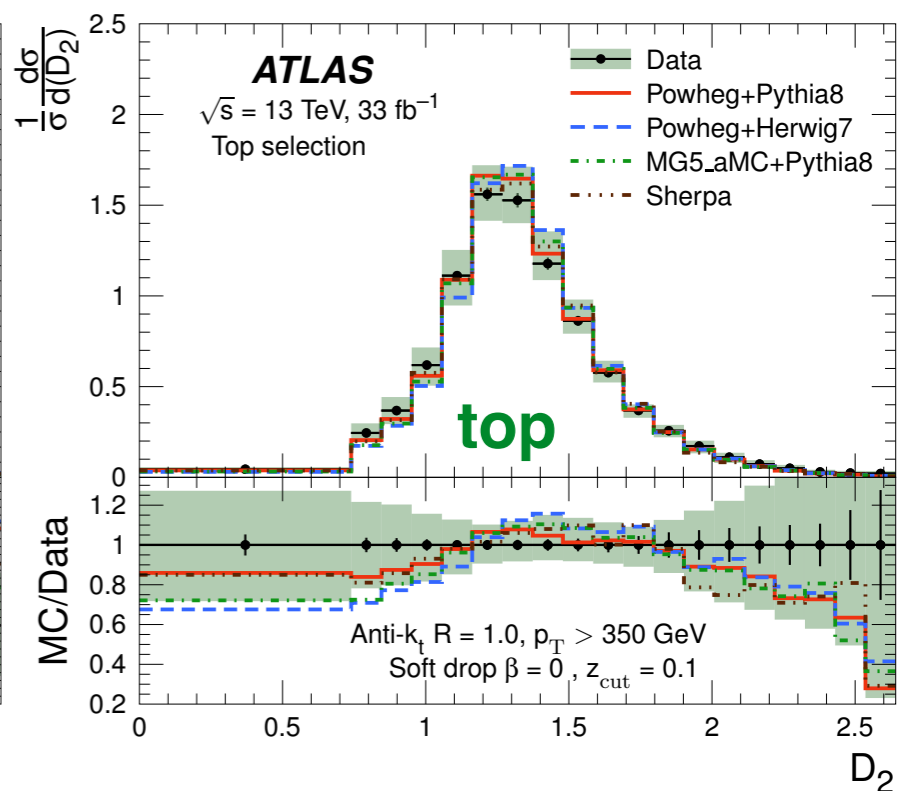 1/σ dσ/d(D₂)
2.5
2
1.5
1
0.5
0
ATLAS
√s = 13 TeV, 33 fb⁻¹
Top selection
Data
Powheg+Pythia8
Powheg+Herwig7
MG5_aMC+Pythia8
Sherpa
top
MC/Data
1.2
1
0.8
0.6
0.4
0.2
Anti-kₜ R = 1.0, p_T > 350 GeV
Soft drop β = 0 , z_cut = 0.1
0 0.5 1 1.5 2 2.5
D₂